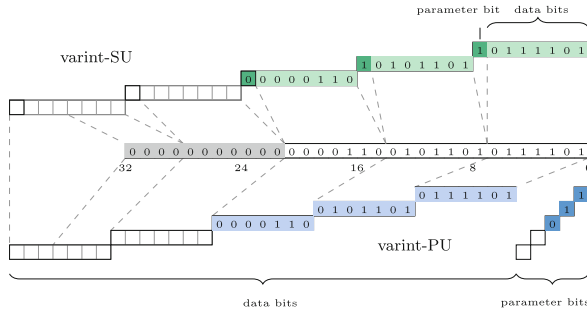 parameter bit data bits
1 0 1 1 1 1 0 1
varint-SU
1 0 1 0 1 1 0 1
0 0 0 0 0 1 1 0
0 0 0 0 0 0 0 0 0 0 0 0 0 0 0 1 1 0 0 1 0 1 1 0 1 0 1 1 1 1 0 1
32 24 16 8
0 1 1 1 1 0 1 1
0 1 0 1 1 0 1 1
0 0 0 0 1 1 0 0
varint-PU
data bits parameter bits